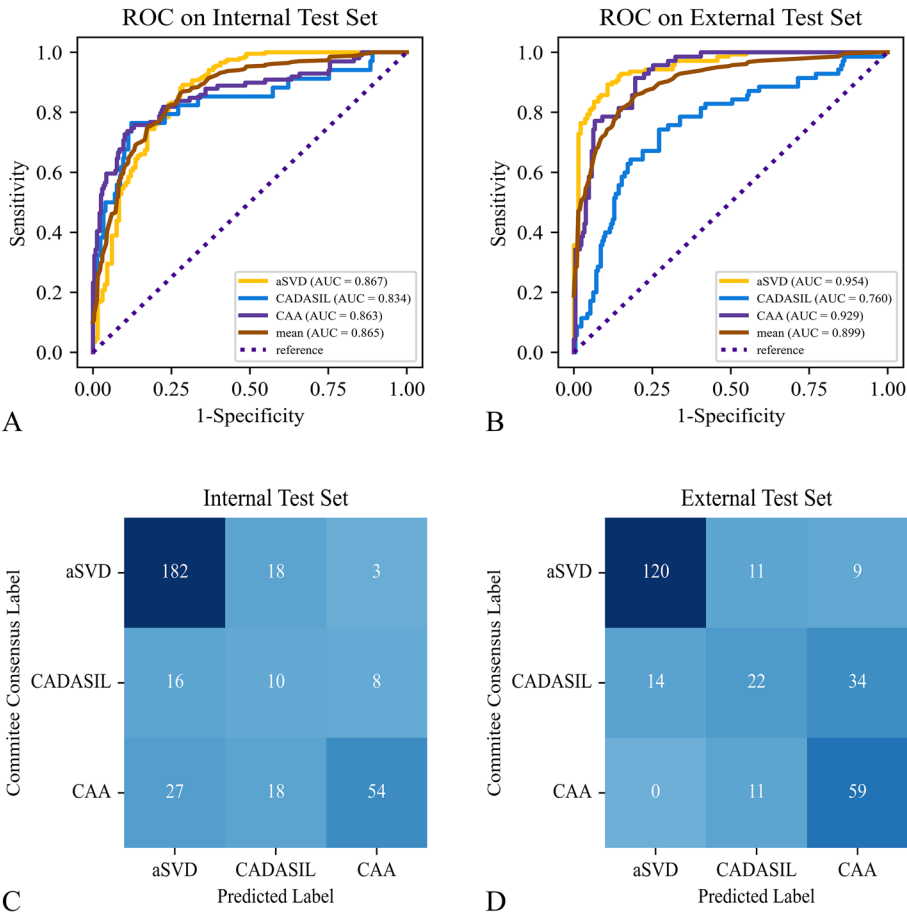 ROC on Internal Test Set
1.0
0.8
0.6
0.4
0.2
0.0
Sensitivity
aSVD (AUC = 0.867)
CADASIL (AUC = 0.834)
CAA (AUC = 0.863)
mean (AUC = 0.865)
reference
0.00 0.25 0.50 0.75 1.00
1-Specificity
A
ROC on External Test Set
1.0
0.8
0.6
0.4
0.2
0.0
Sensitivity
aSVD (AUC = 0.954)
CADASIL (AUC = 0.760)
CAA (AUC = 0.929)
mean (AUC = 0.899)
reference
0.00 0.25 0.50 0.75 1.00
1-Specificity
B
Internal Test Set
Commitee Consensus Label
aSVD 182 18 3
CADASIL 16 10 8
CAA 27 18 54
aSVD CADASIL CAA
Predicted Label
C
External Test Set
Commitee Consensus Label
aSVD 120 11 9
CADASIL 14 22 34
CAA 0 11 59
aSVD CADASIL CAA
Predicted Label
D